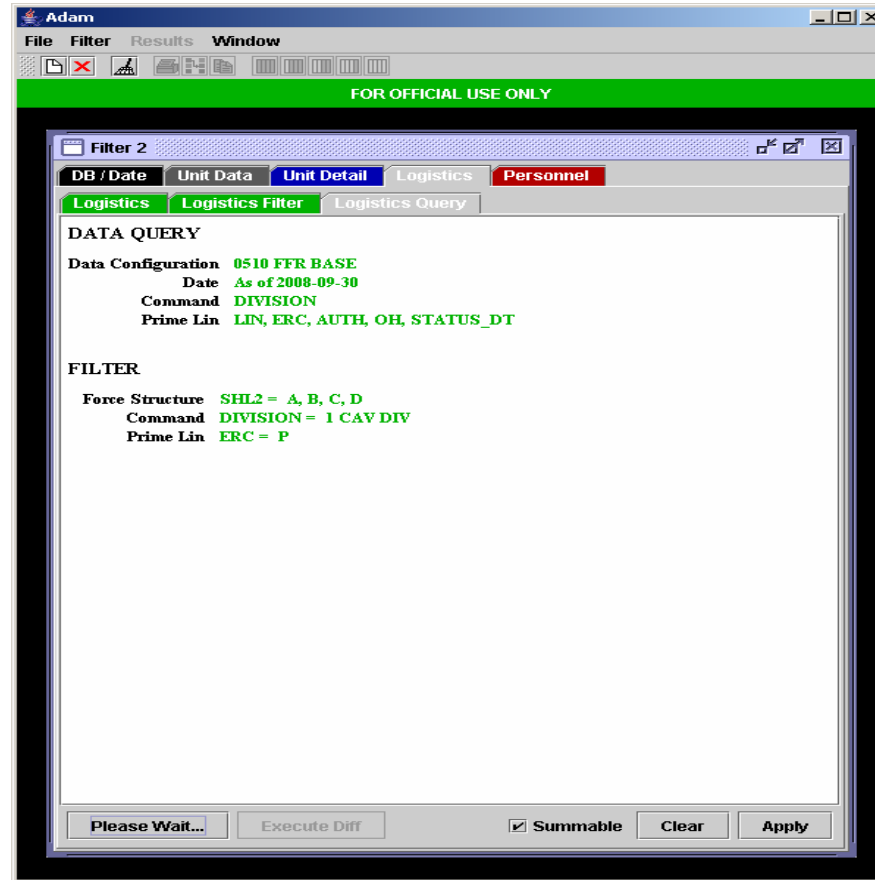 Adam
File Filter Results Window
FOR OFFICIAL USE ONLY
Filter 2
DB / Date Unit Data Unit Detail Logistics Personnel
Logistics Logistics Filter Logistics Query
DATA QUERY
Data Configuration 0510 FFR BASE
Date As of 2008-09-30
Command DIVISION
Prime Lin LIN, ERC, AUTH, OH, STATUS_DT
FILTER
Force Structure SHL2 = A, B, C, D
Command DIVISION = 1 CAV DIV
Prime Lin ERC = P
Please Wait... Execute Diff Summable Clear Apply